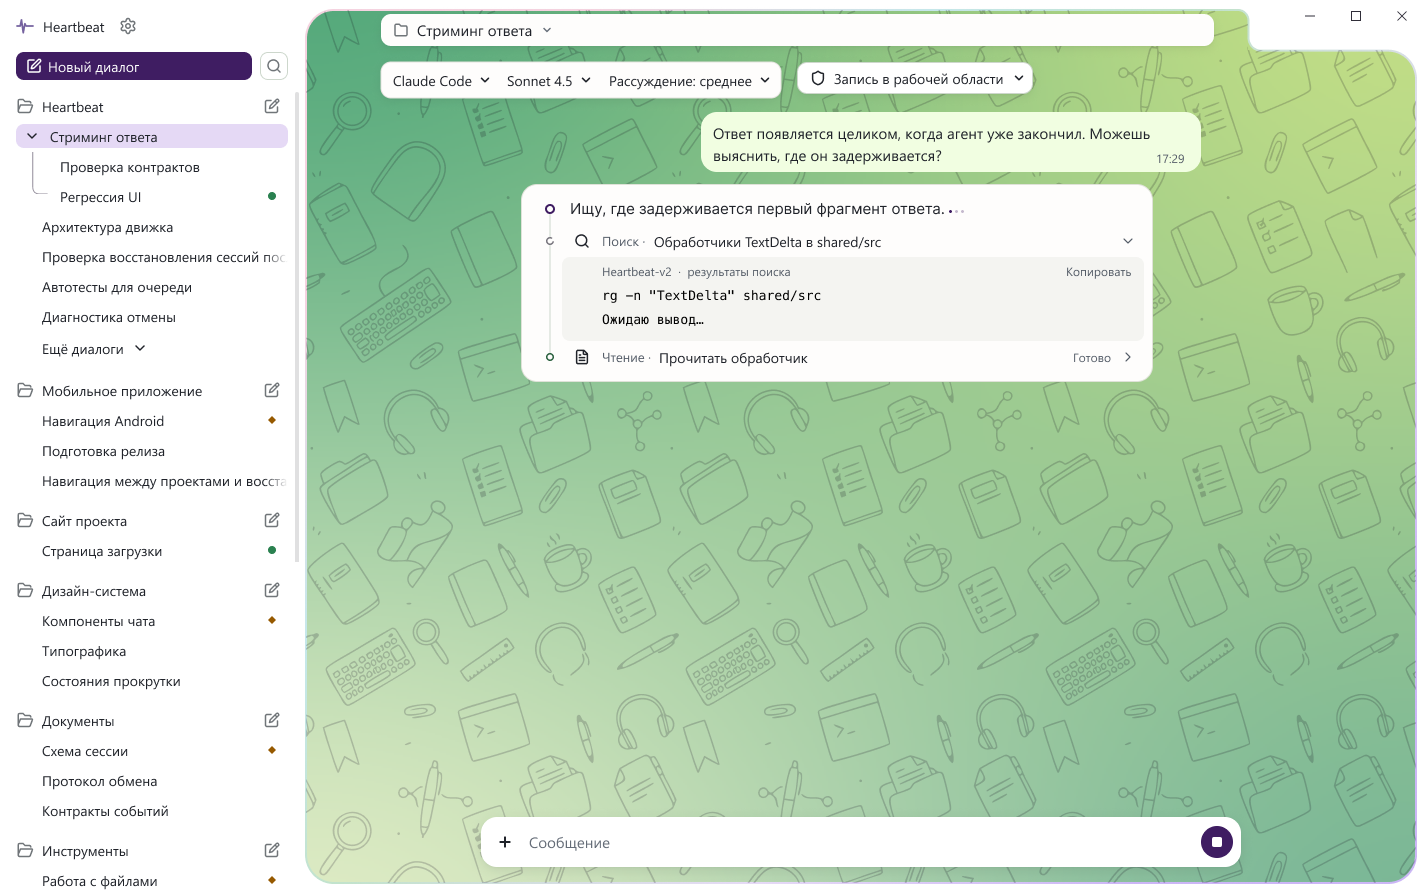 Heartbeat
Новый диалог
Heartbeat
Стриминг ответа
Проверка контрактов
Регрессия UI
Архитектура движка
Проверка восстановления сессий пос
Автотесты для очереди
Диагностика отмены
Ещё диалоги
Мобильное приложение
Навигация Android
Подготовка релиза
Навигация между проектами и восста
Сайт проекта
Страница загрузки
Дизайн-система
Компоненты чата
Типографика
Состояния прокрутки
Документы
Схема сессии
Протокол обмена
Контракты событий
Инструменты
Работа с файлами
Стриминг ответа
Claude Code Sonnet 4.5 Рассуждение: среднее Запись в рабочей области
Ответ появляется целиком, когда агент уже закончил. Можешь
выяснить, где он задерживается?
17:29
Ищу, где задерживается первый фрагмент ответа.
Поиск · Обработчики TextDelta в shared/src
Heartbeat-v2 · результаты поиска Копировать
rg -n "TextDelta" shared/src
Ожидаю вывод…
Чтение · Прочитать обработчик Готово
Сообщение